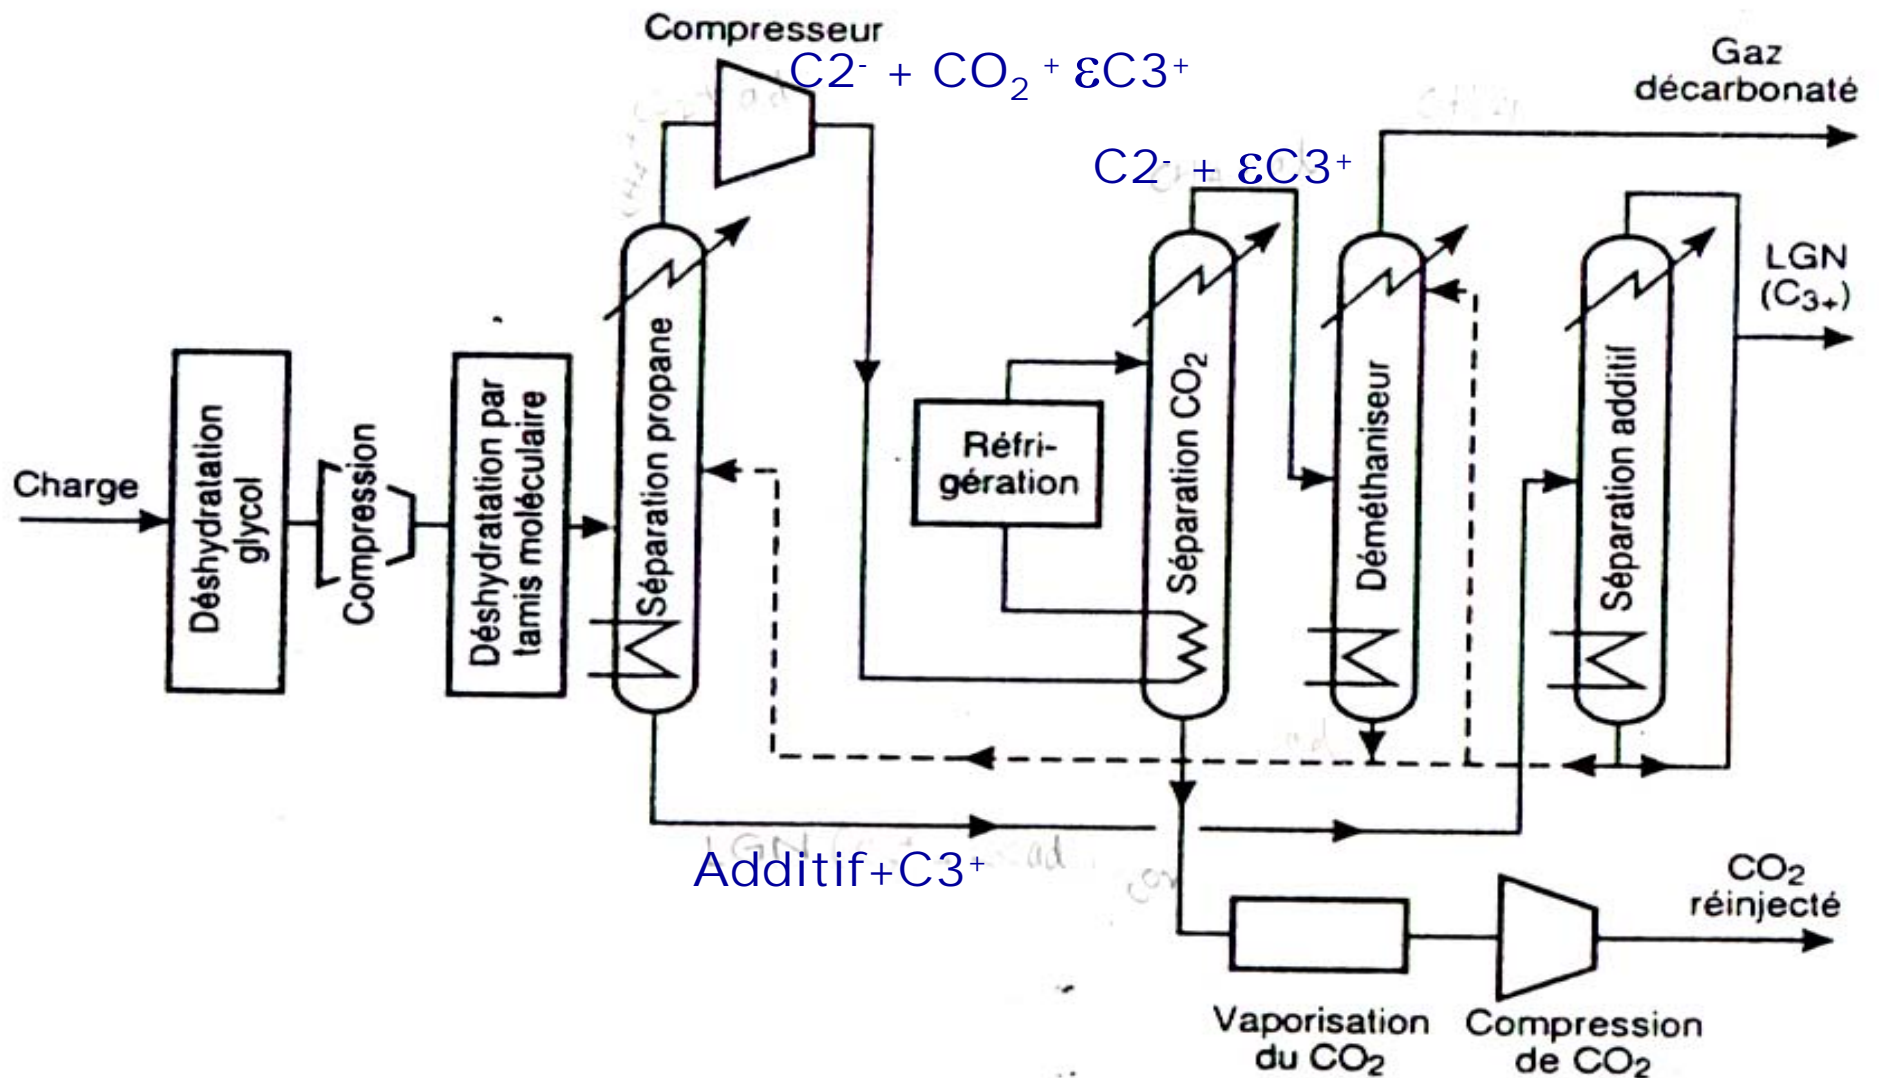 Compresseur
C2- + CO2 + εC3+
Gaz
décarbonaté
C2- + εC3+
LGN
(C3+)
Charge
Déshydratation
glycol
Compression
Déshydratation par
tamis moléculaire
Séparation propane
Réfri-
gération
Séparation CO2
Déméthaniseur
Séparation additif
Additif+C3+
CO2
réinjecté
Vaporisation
du CO2
Compression
de CO2